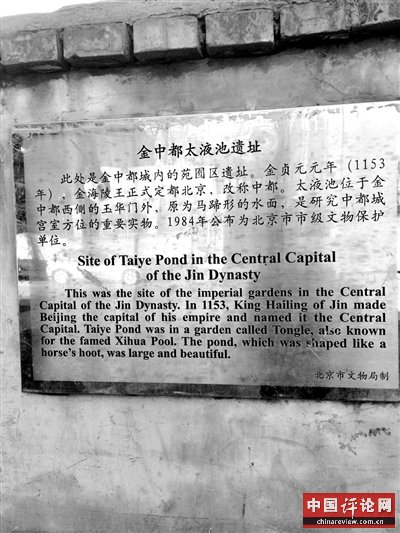 金中都太液池遗址
此处是金中都城内的苑囿区遗址。金贞元元年（1153
年），金海陵王正式定都北京，改称中都。太液池位于金
中都西侧的玉华门外，原为马蹄形的水面，是研究中都城
宫室方位的重要实物。1984年公布为北京市市级文物保护
单位。
Site of Taiye Pond in the Central Capital
of the Jin Dynasty
This was the site of the imperial gardens in the Central
Capital of the Jin Dynasty. In 1153, King Hailing of Jin made
Beijing the capital of his empire and named it the Central
Capital. Taiye Pond was in a garden called Tongle, also known
for the famed Xihua Pool. The pond, which was shaped like a
horse's hoot, was large and beautiful.
北京市文物局制
中国评论网
chinareview.com.cn